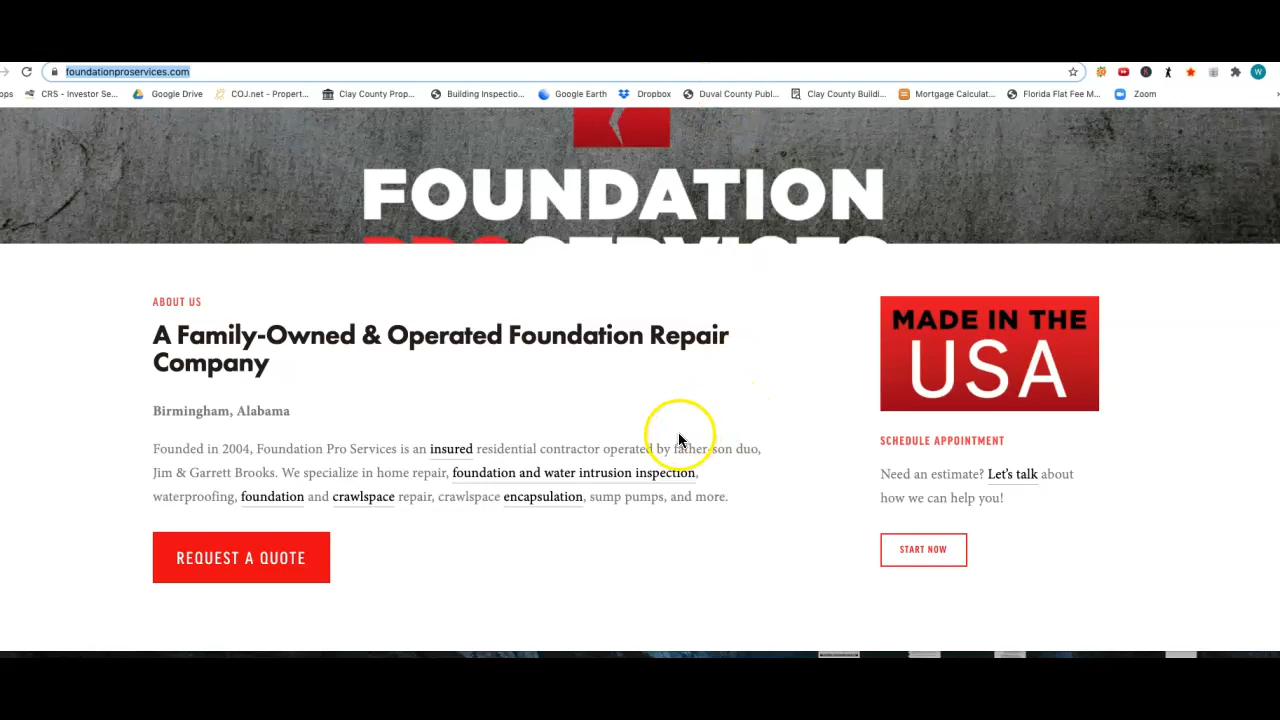 foundationproservices.com
W
ops CRS - Investor Se... Google Drive COJ.net - Propert... Clay County Prop... Building Inspectio... Google Earth Dropbox Duval County Publ... Clay County Buildi... Mortgage Calculat... Florida Flat Fee M... Zoom
FOUNDATION
PRO SERVICES
ABOUT US
A Family-Owned & Operated Foundation Repair
Company
Birmingham, Alabama
Founded in 2004, Foundation Pro Services is an insured residential contractor operated by father-son duo,
Jim & Garrett Brooks. We specialize in home repair, foundation and water intrusion inspection,
waterproofing, foundation and crawlspace repair, crawlspace encapsulation, sump pumps, and more.
REQUEST A QUOTE
MADE IN THE
USA
SCHEDULE APPOINTMENT
Need an estimate? Let's talk about
how we can help you!
START NOW